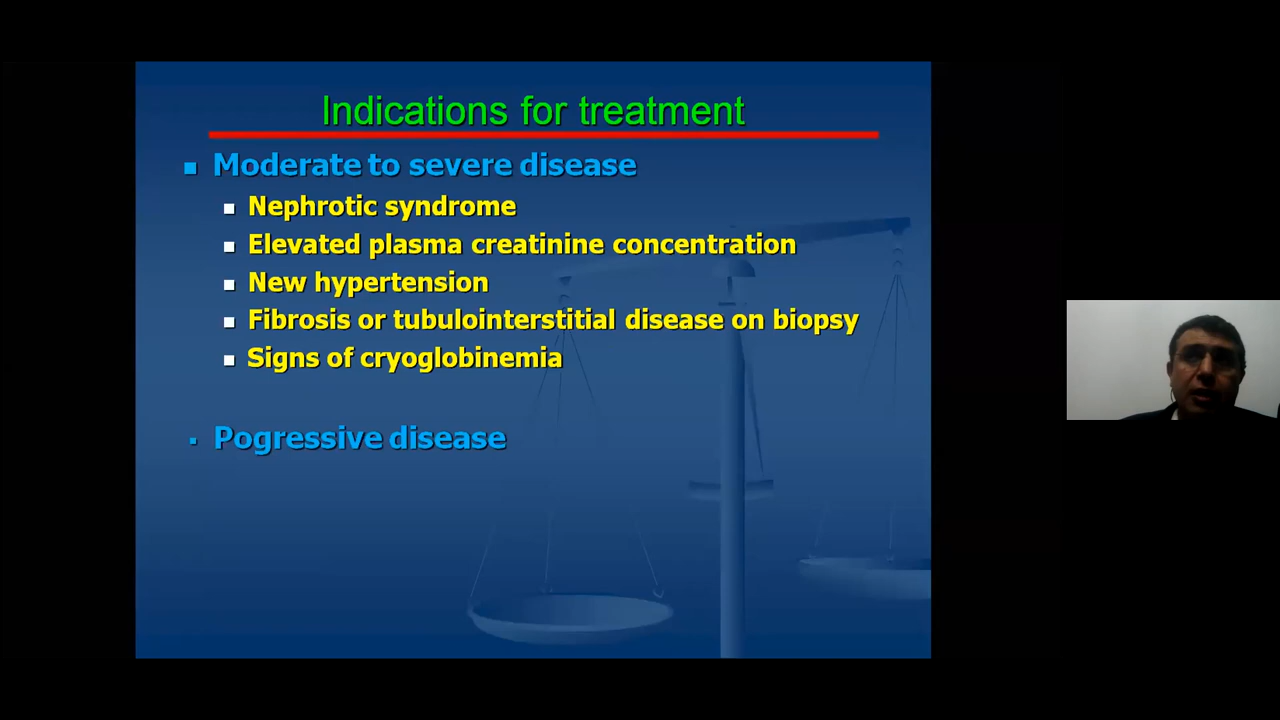 Indications for treatment
Moderate to severe disease
Nephrotic syndrome
Elevated plasma creatinine concentration
New hypertension
Fibrosis or tubulointerstitial disease on biopsy
Signs of cryoglobinemia
Pogressive disease